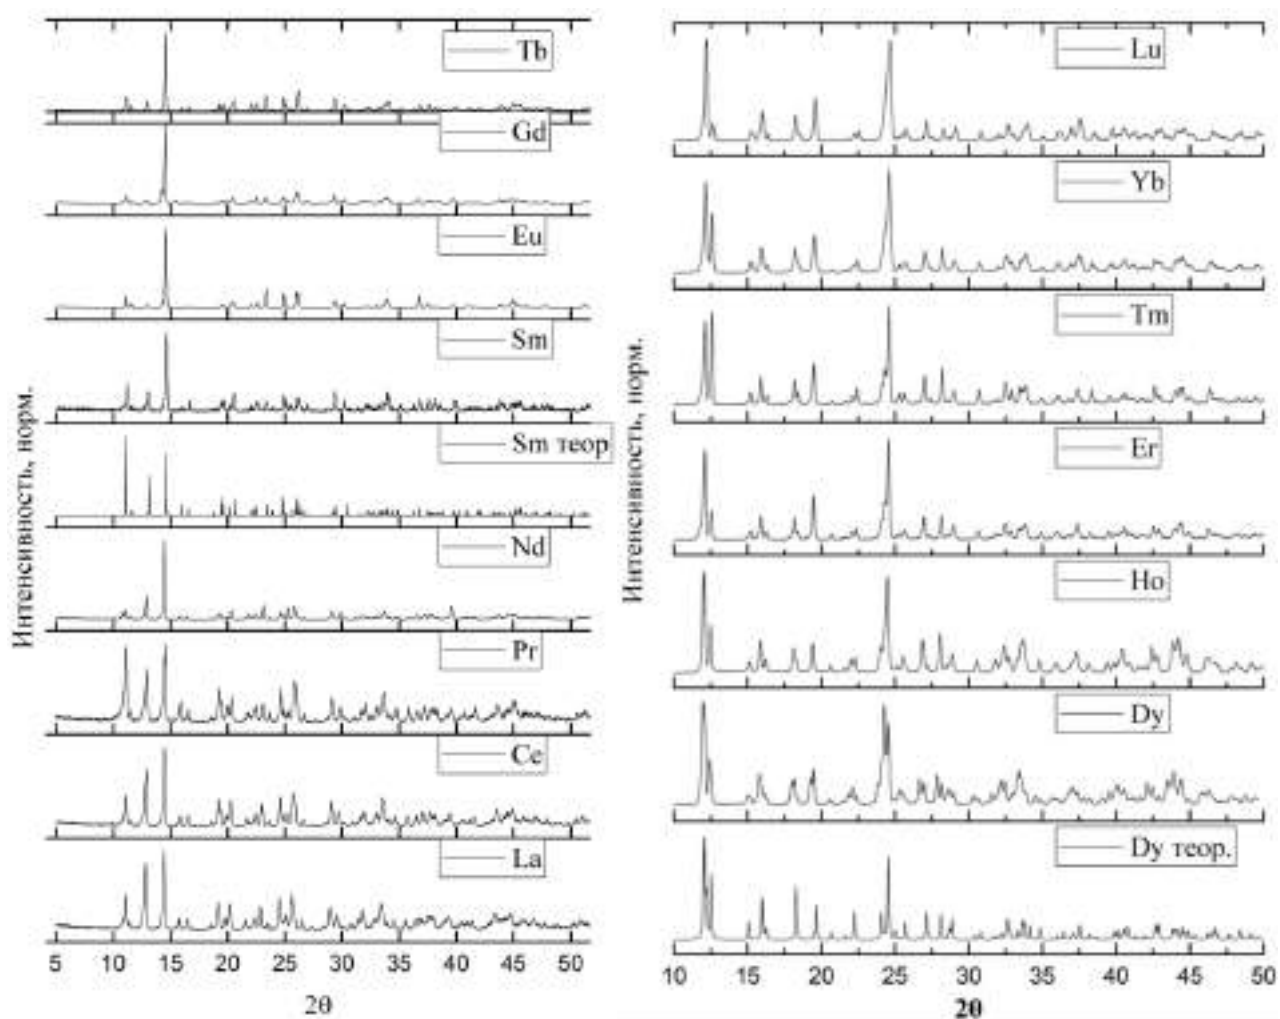 Tb
Gd
Eu
Sm
Sm теор
Nd
Pr
Ce
La
Интенсивность, норм.
5 10 15 20 25 30 35 40 45 50
2θ
Lu
Yb
Tm
Er
Ho
Dy
Dy теор.
Интенсивность, норм.
10 15 20 25 30 35 40 45 50
2θ